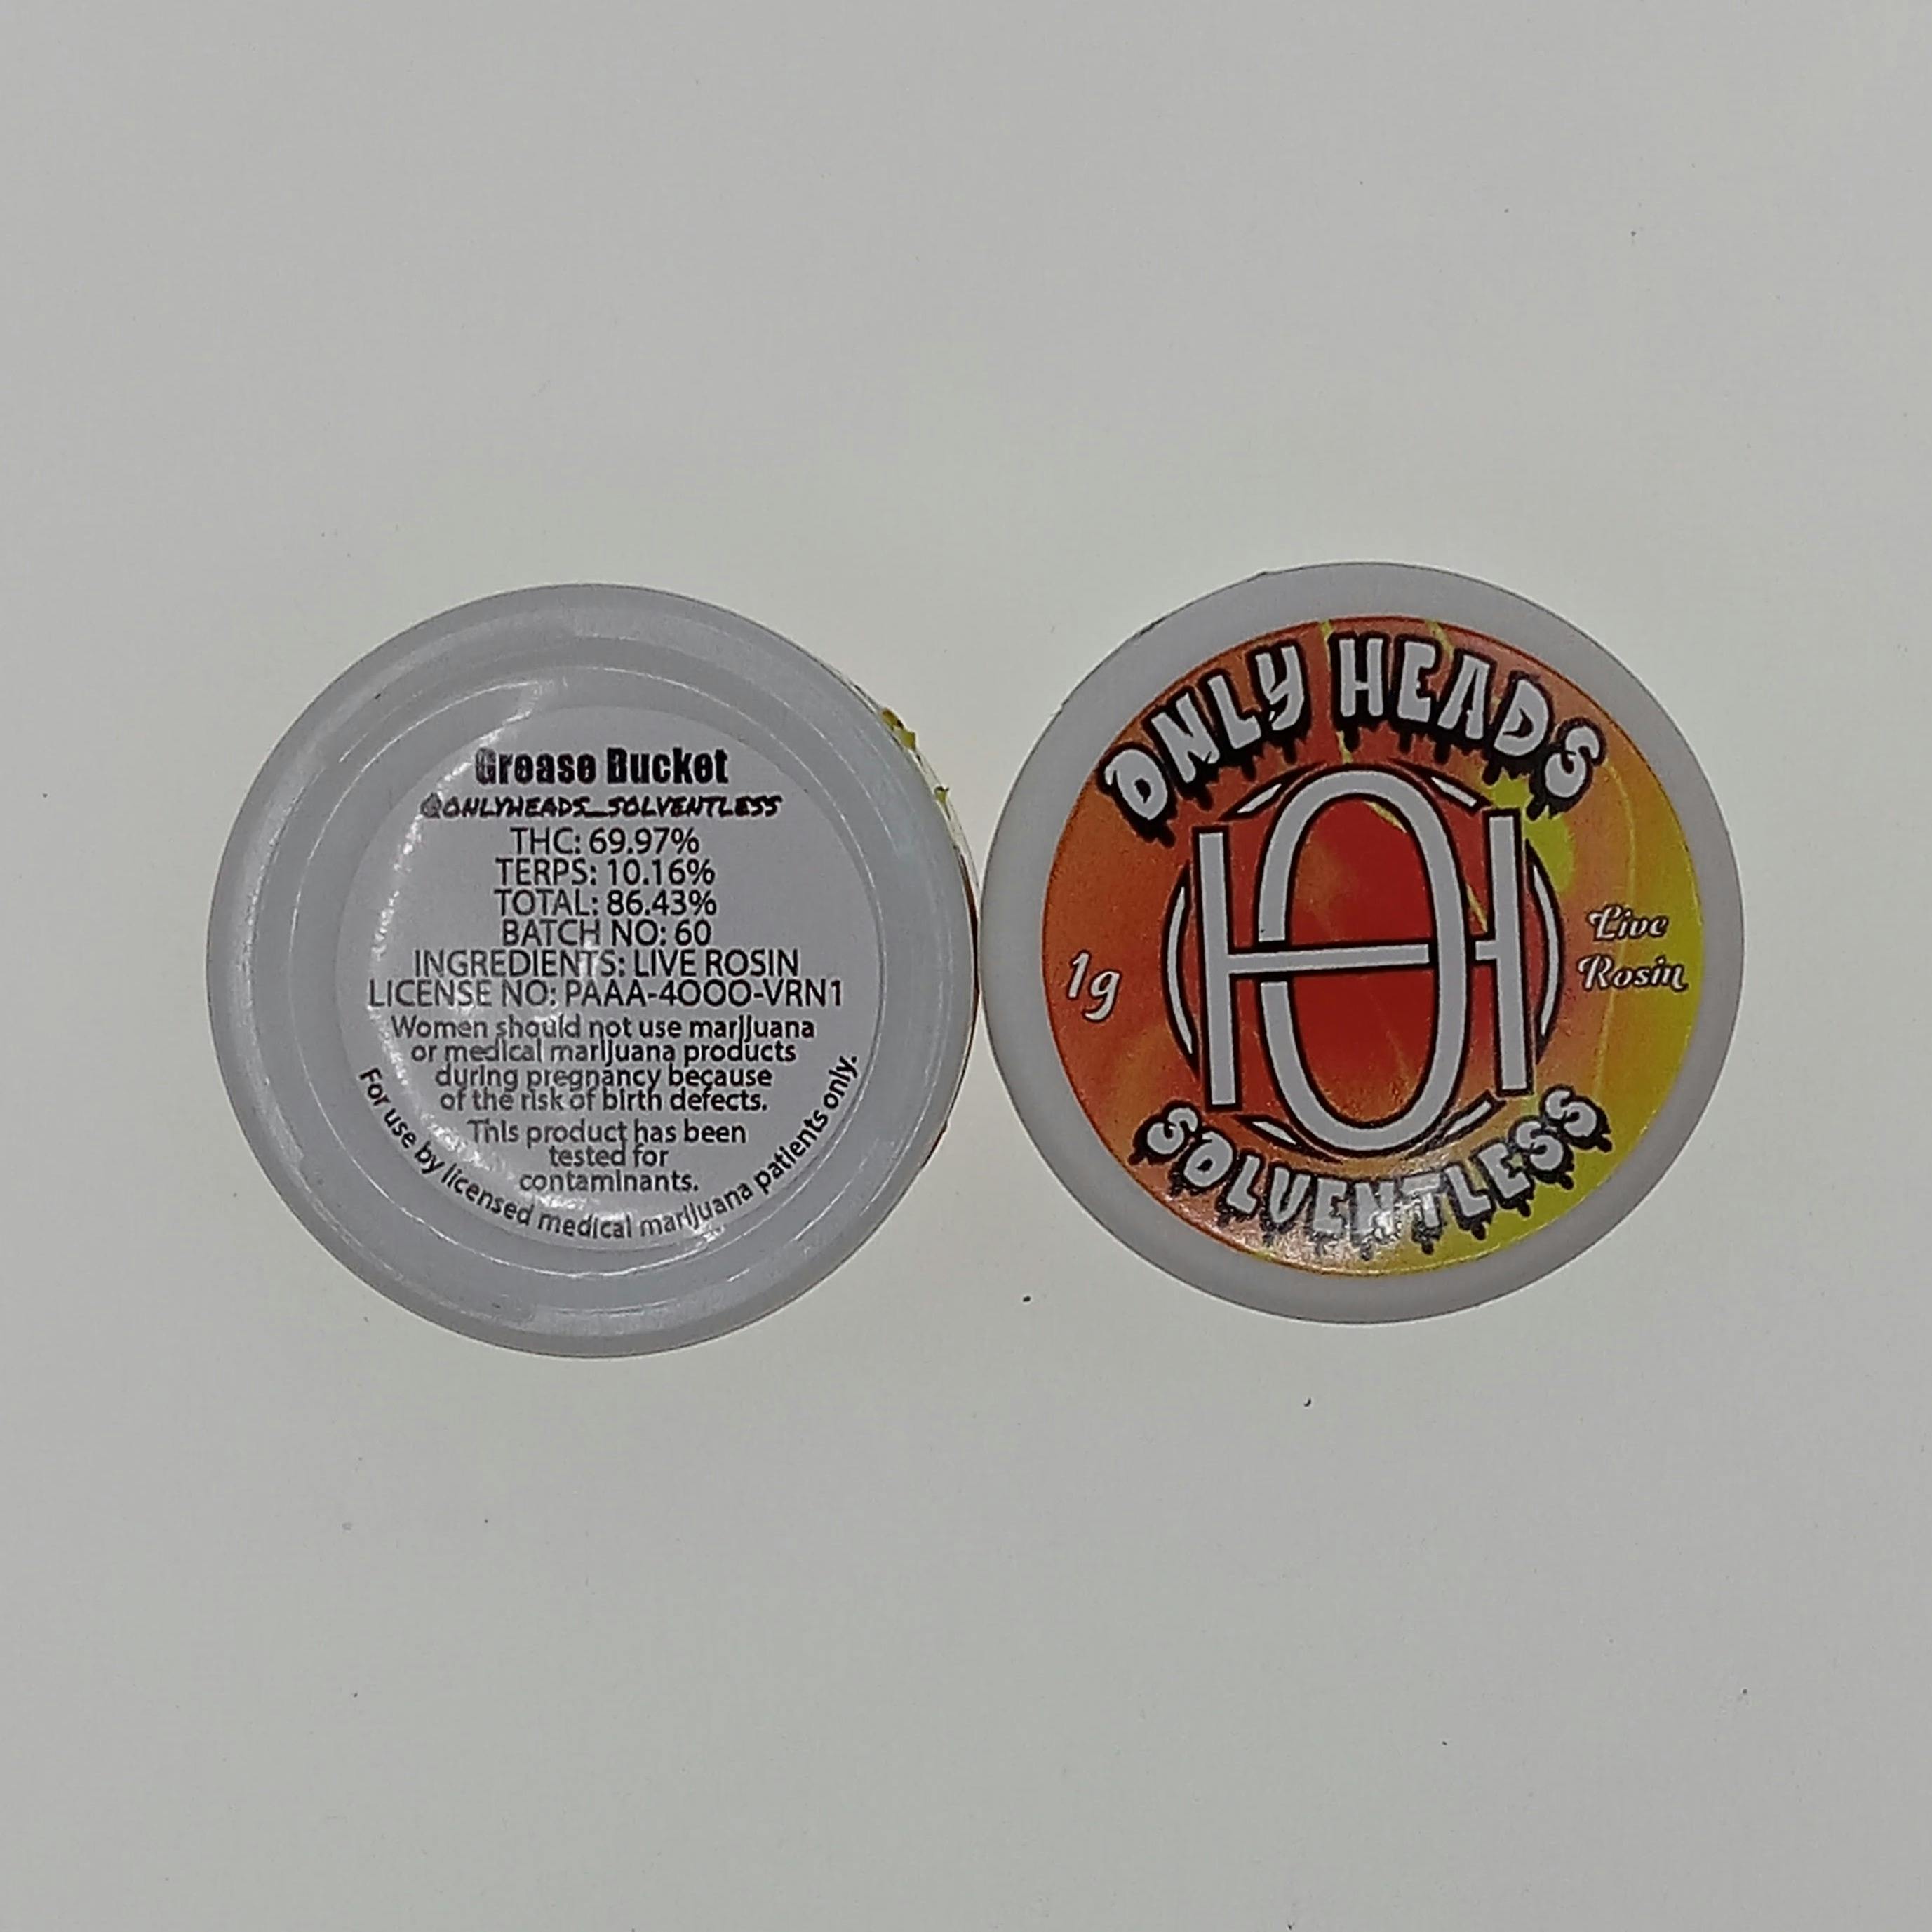 Grease Bucket
@ONLYHEADS_SOLVENTLESS
THC: 69.97%
TERPS: 10.16%
TOTAL: 86.43%
BATCH NO: 60
INGREDIENTS: LIVE ROSIN
LICENSE NO: PAAA-4OOO-VRN1
Women should not use marijuana
or medical marijuana products
during pregnancy because
of the risk of birth defects.
This product has been
tested for
contaminants.
For use by licensed medical marijuana patients only.
ONLY HEADS
OH
1g
Live
Rosin
SOLVENTLESS